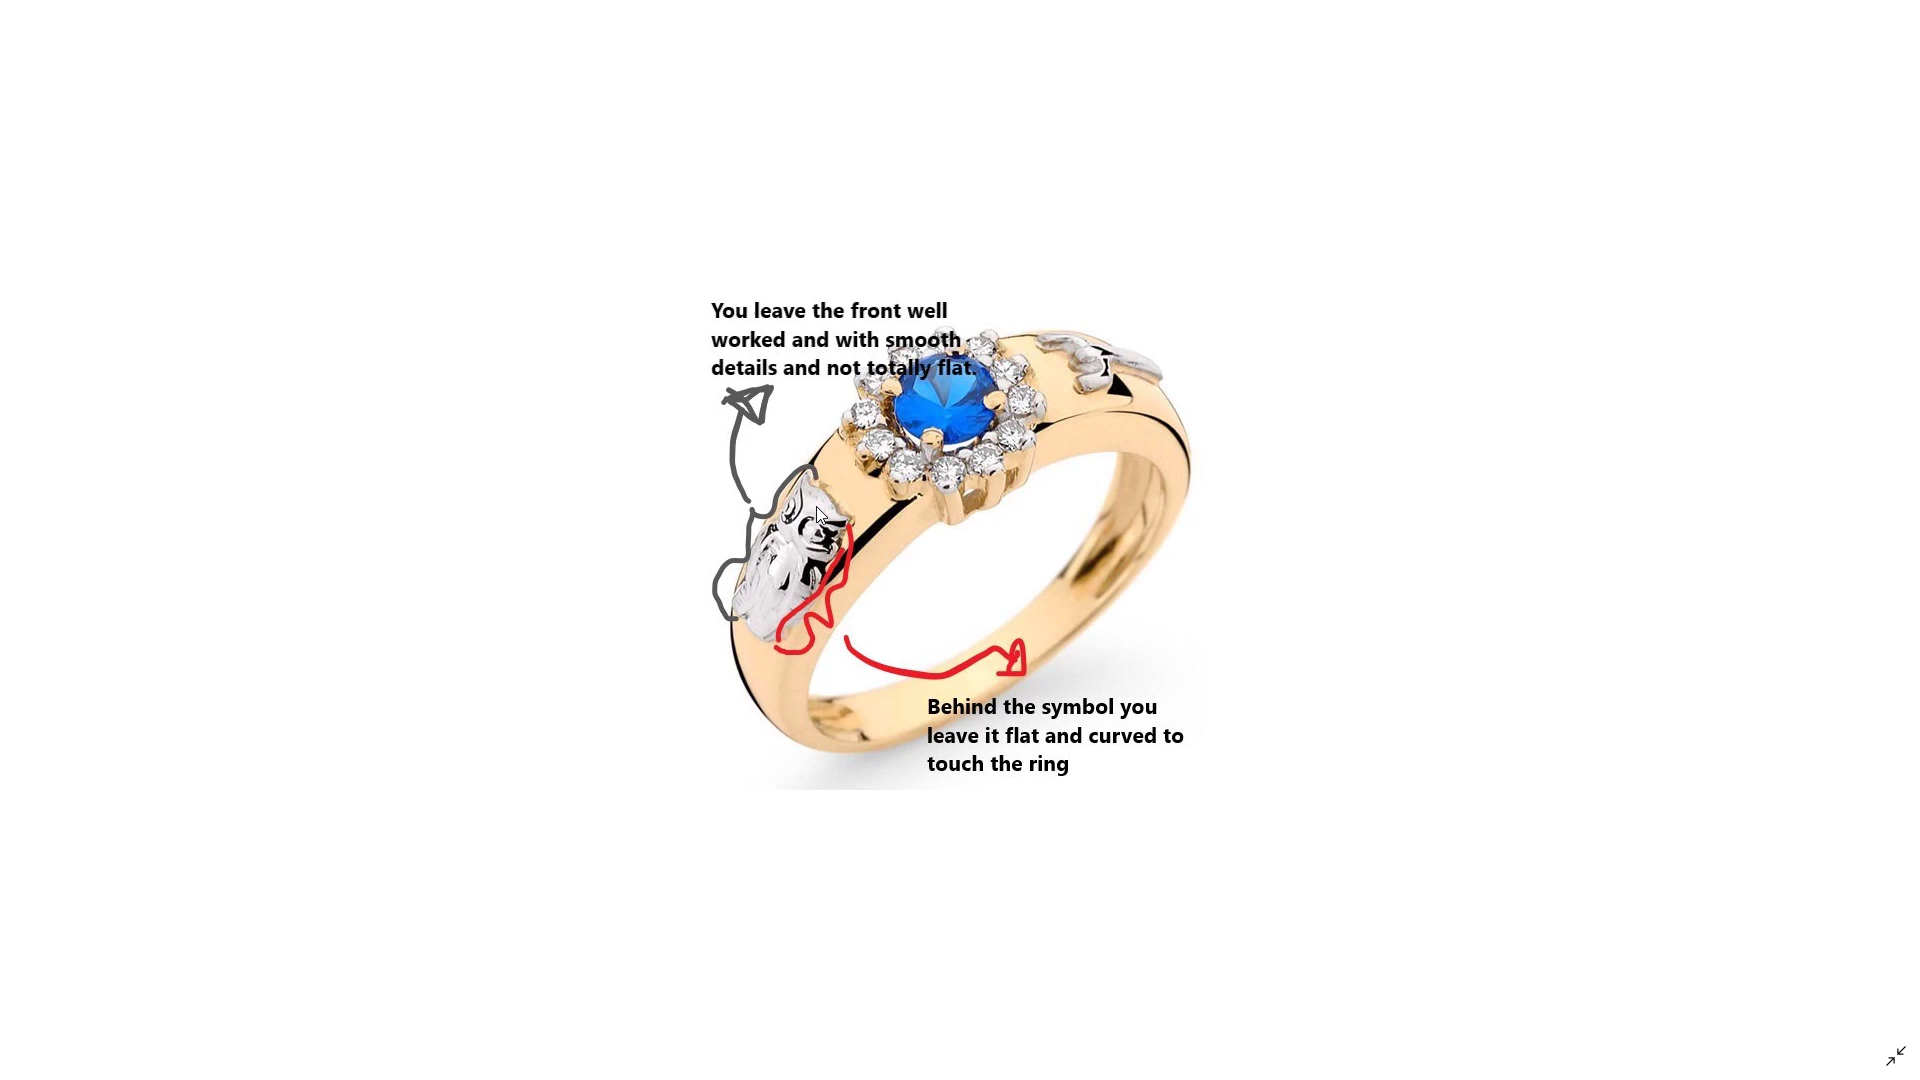 You leave the front well
worked and with smooth
details and not totally flat.
Behind the symbol you
leave it flat and curved to
touch the ring